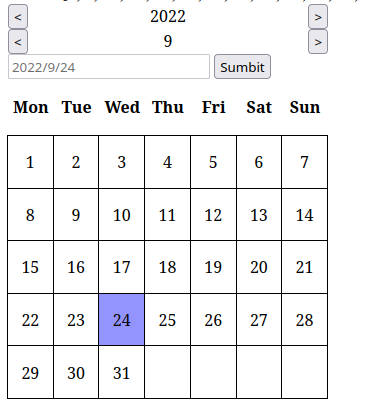 < 2022 >
< 9 >
2022/9/24 Sumbit
Mon Tue Wed Thu Fri Sat Sun
1 2 3 4 5 6 7
8 9 10 11 12 13 14
15 16 17 18 19 20 21
22 23 24 25 26 27 28
29 30 31